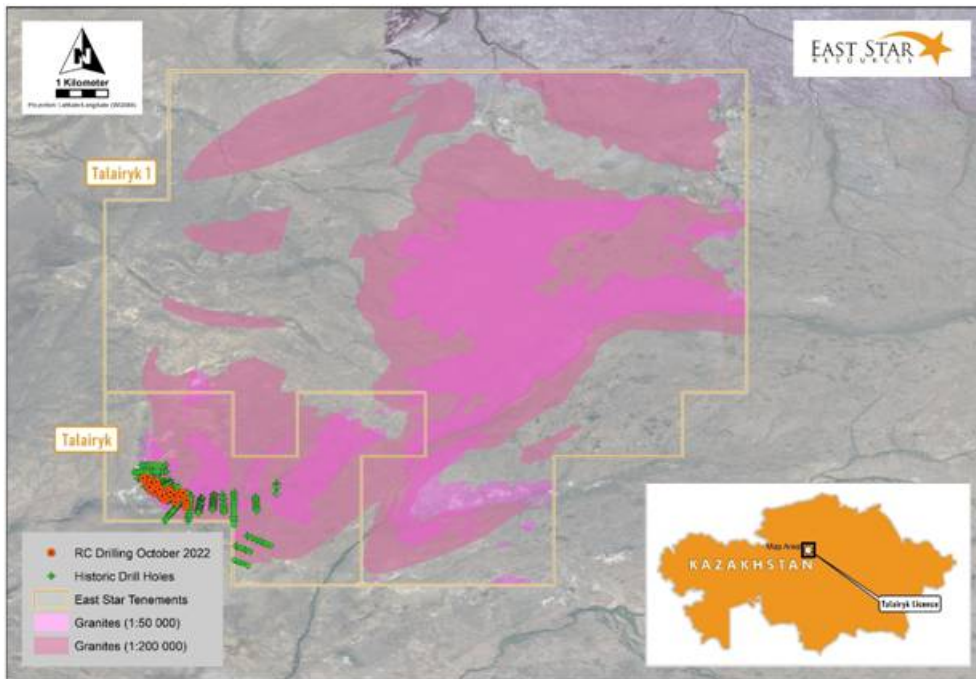 N
1 Kilometer
EAST STAR
RESOURCES
Talairyk 1
Talairyk
RC Drilling October 2022
Historic Drill Holes
East Star Tenements
Granites (1:50 000)
Granites (1:200 000)
Map Area
KAZAKHSTAN
Talairyk Licence